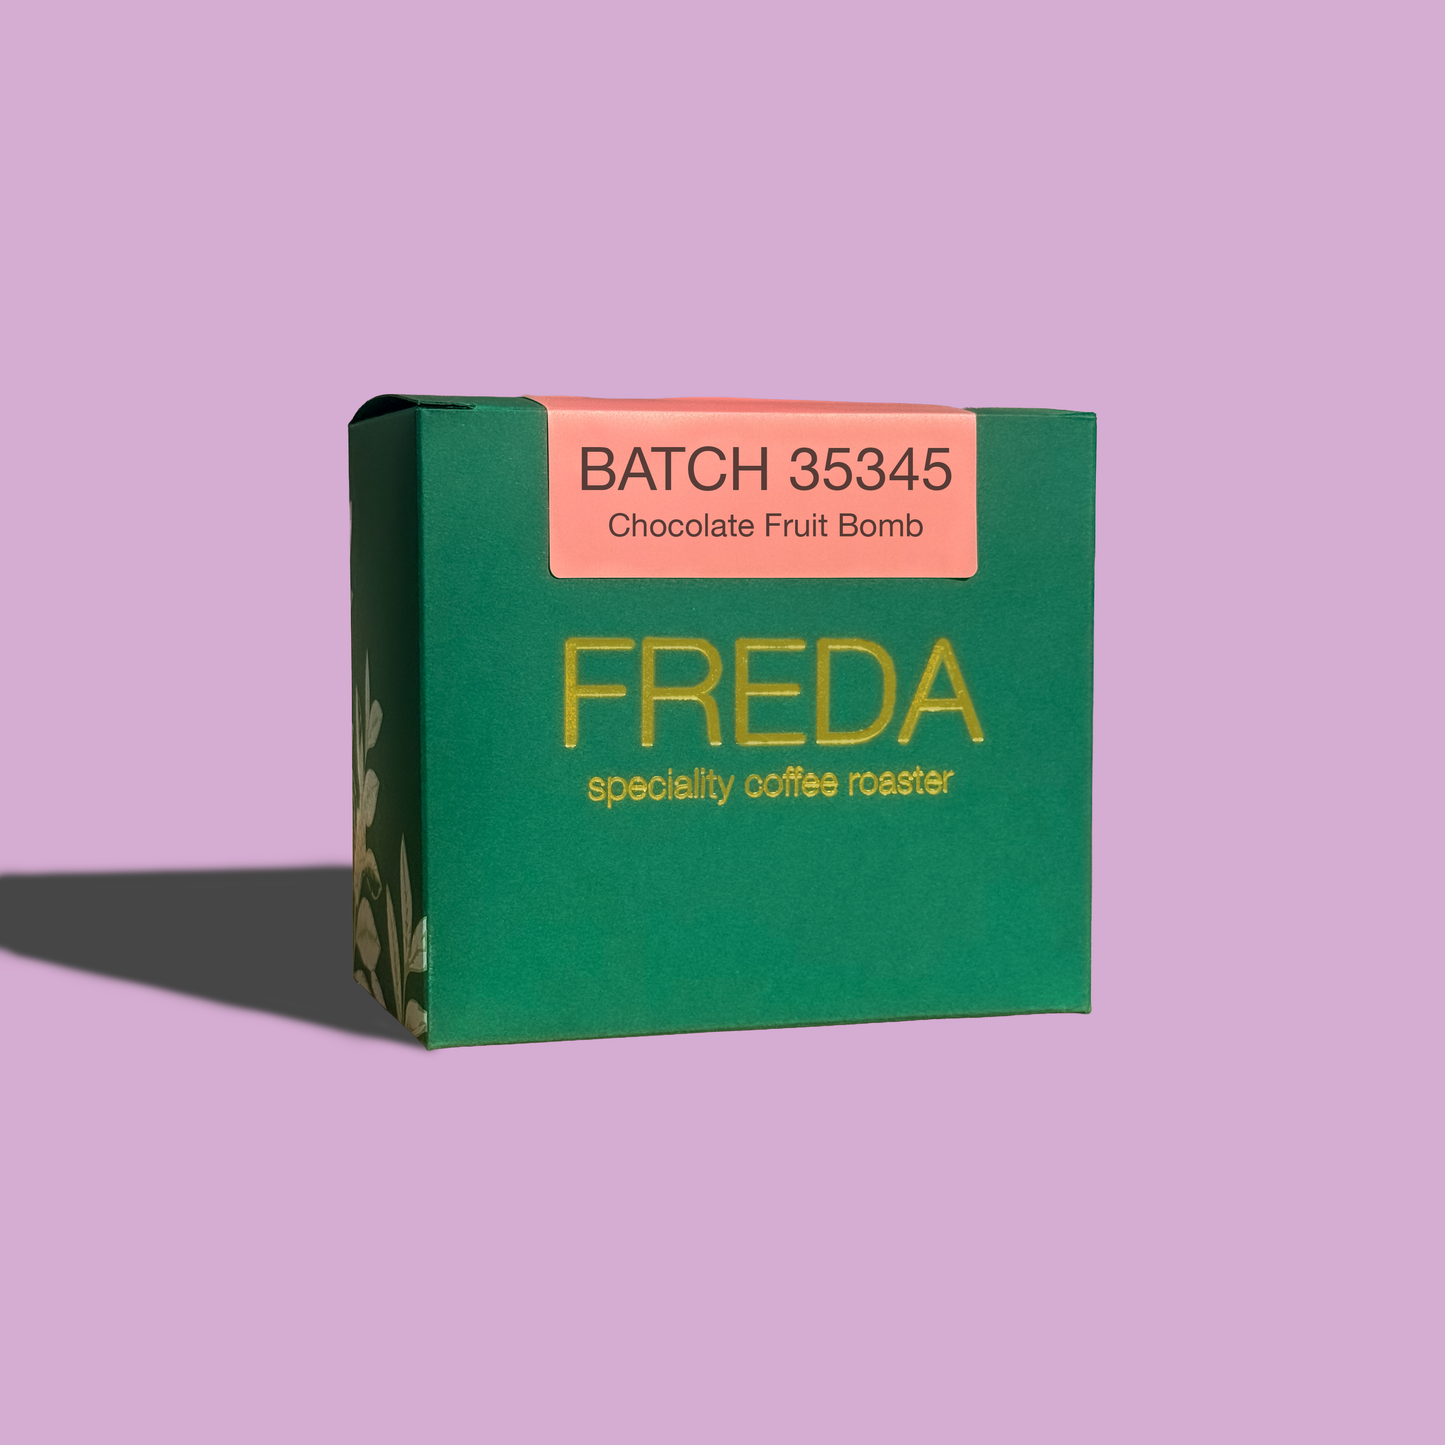 BATCH 35345
Chocolate Fruit Bomb
FREDA
speciality coffee roaster